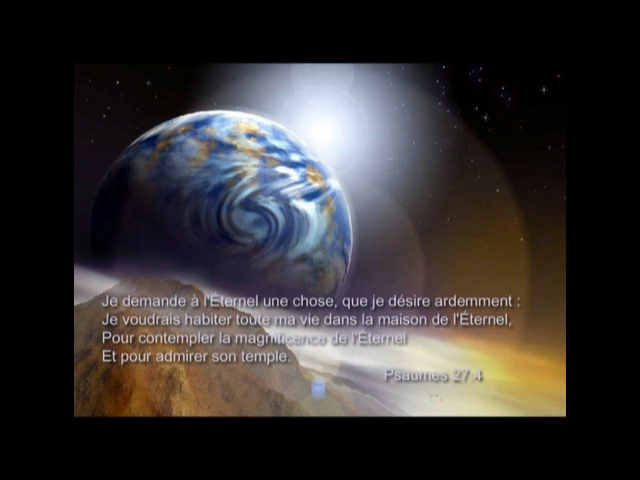 Je demande à l'Éternel une chose, que je désire ardemment :
Je voudrais habiter toute ma vie dans la maison de l'Éternel,
Pour contempler la magnificence de l'Éternel
Et pour admirer son temple.
Psaumes 27:4